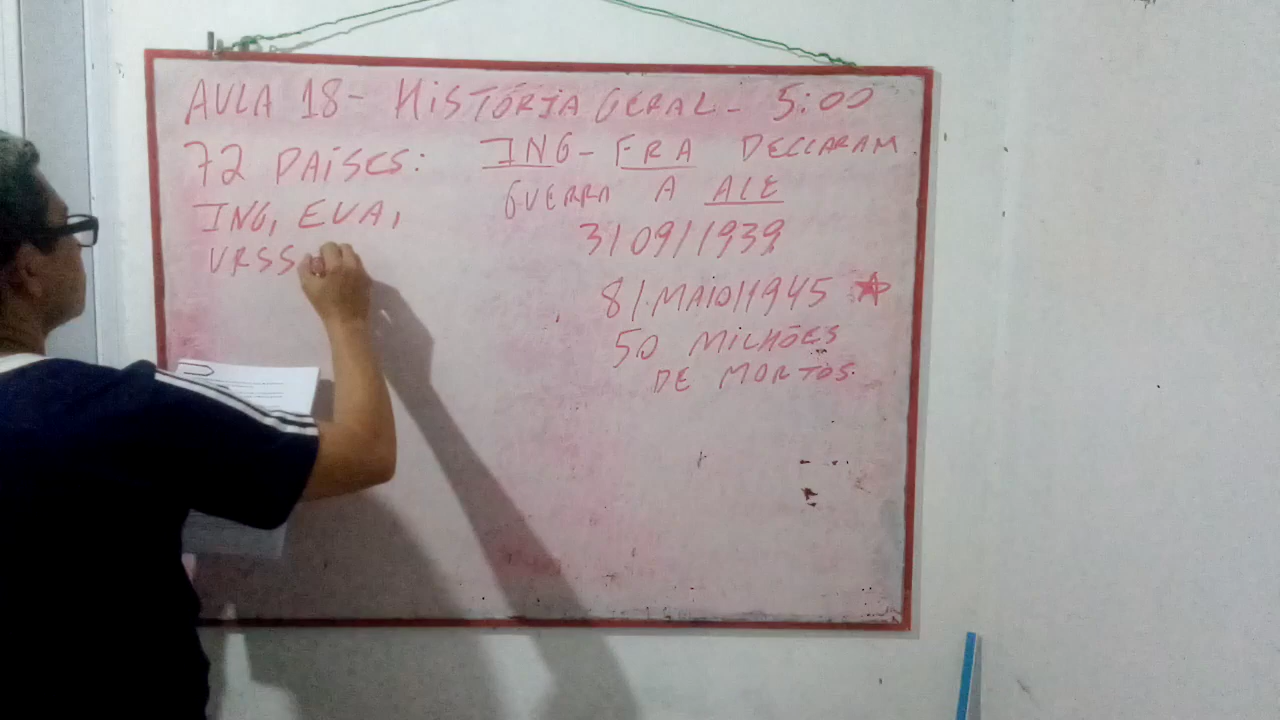 AULA 18- HISTÓRIA GERAL - 5:00
72 PAÍSES:
ING, EUA,
URSS
ING - FRA DECLARAM
GUERRA A ALE
3/09/1939
8/MAIO/1945
50 MILHÕES
DE MORTOS.